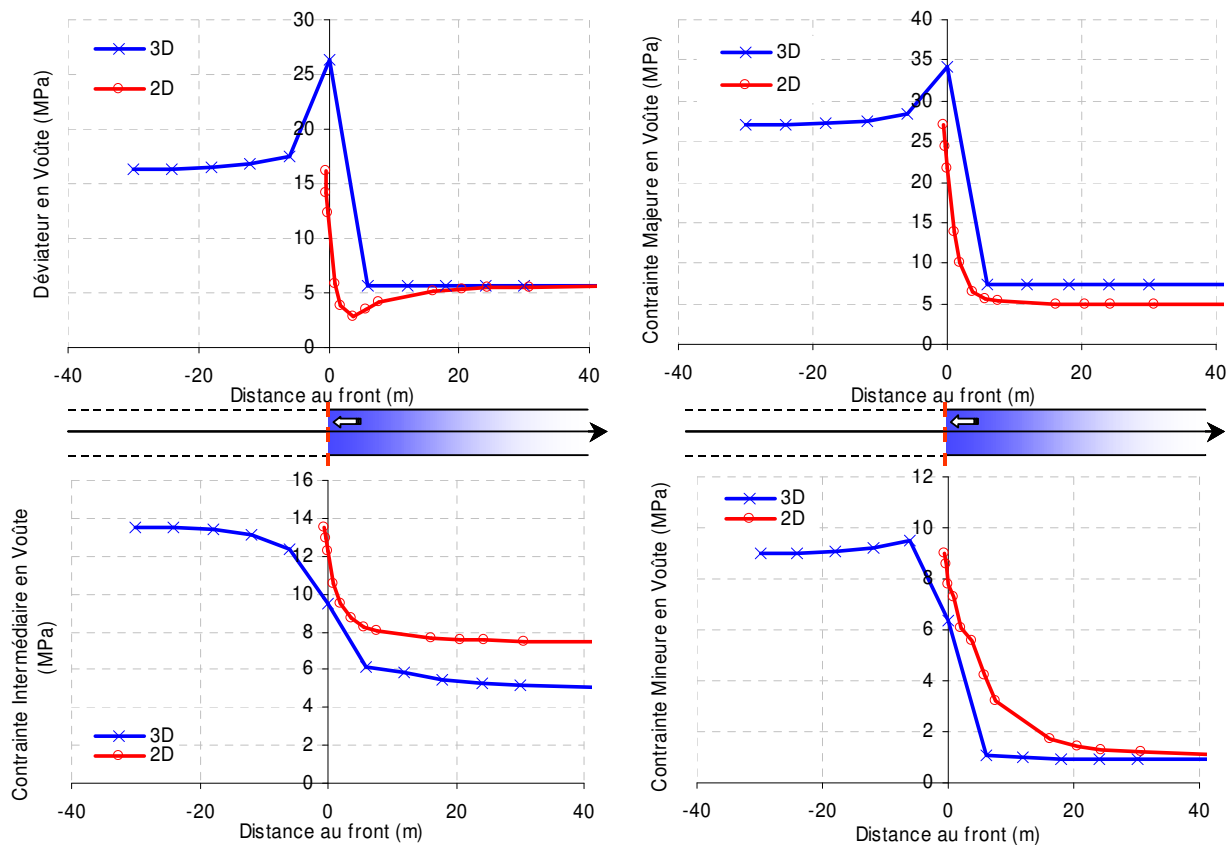 Déviateur en Voûte (MPa)
30
25
20
15
10
5
0
3D
2D
-40 -20 0 20 40
Distance au front (m)
Contrainte Majeure en Voûte (MPa)
40
35
30
25
20
15
10
5
0
3D
2D
-40 -20 0 20 40
Distance au front (m)
Contrainte Intermédiaire en Voûte
(MPa)
16
14
12
10
8
6
4
2
0
3D
2D
-40 -20 0 20 40
Distance au front (m)
Contrainte Mineure en Voûte (MPa)
12
10
8
6
4
2
0
3D
2D
-40 -20 0 20 40
Distance au front (m)